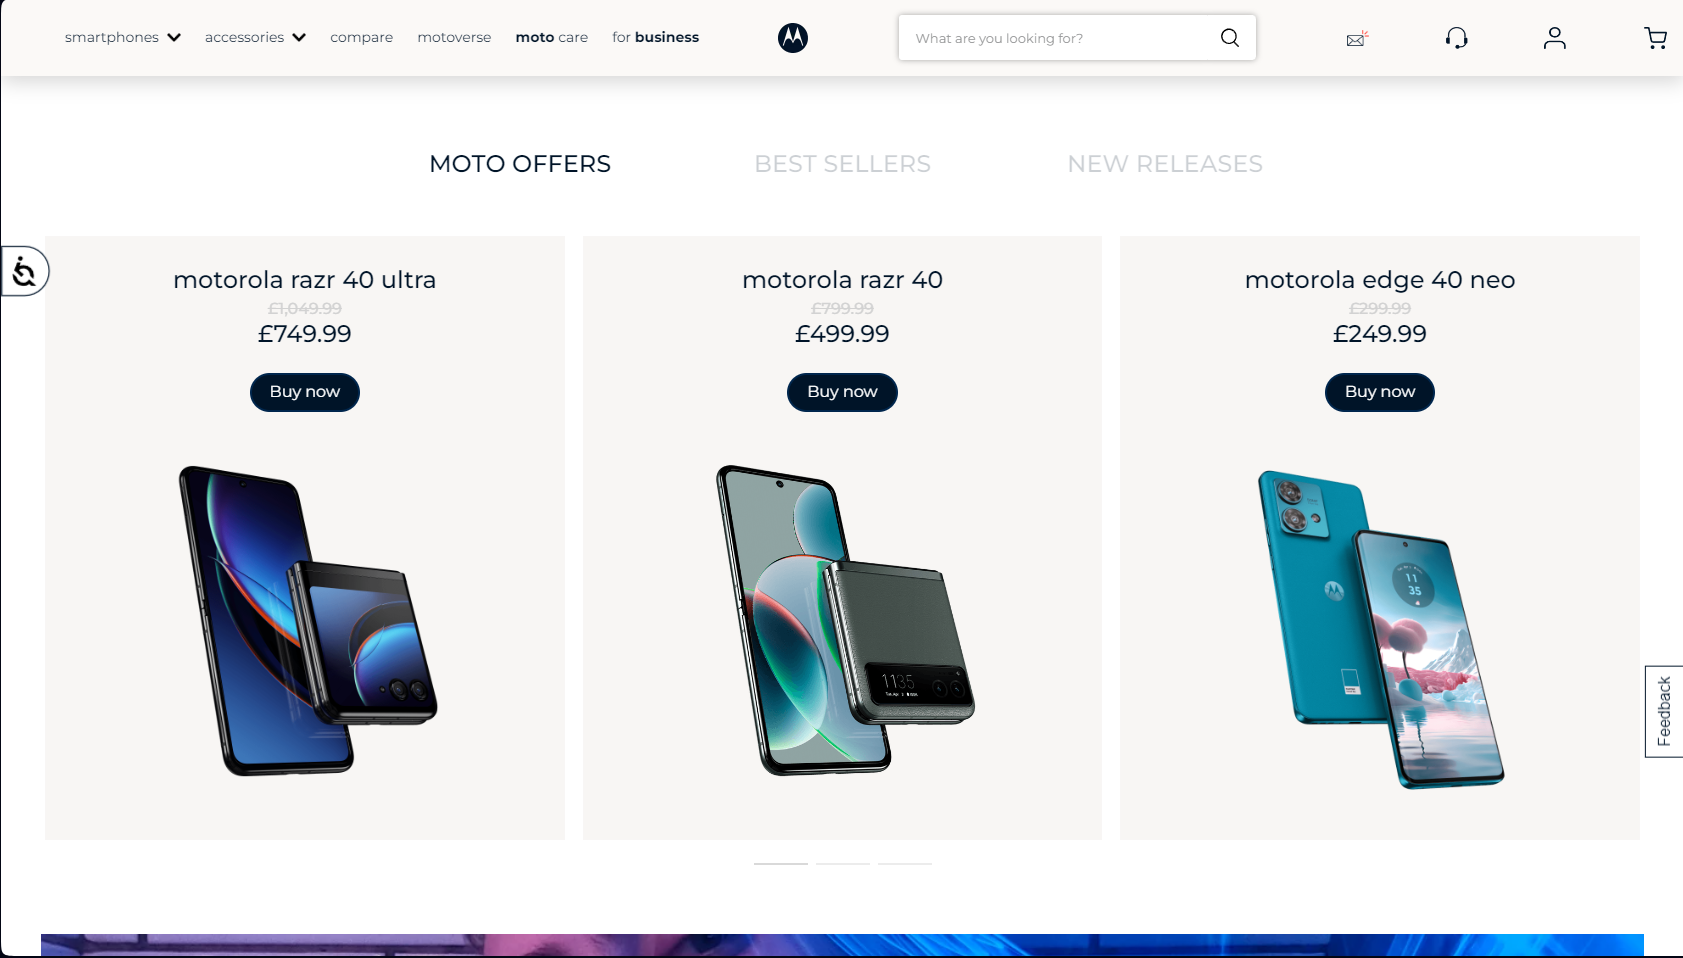 smartphones accessories compare motoverse moto care for business
What are you looking for?
MOTO OFFERS BEST SELLERS NEW RELEASES
motorola razr 40 ultra
£1,049.99
£749.99
Buy now
motorola razr 40
£799.99
£499.99
Buy now
motorola edge 40 neo
£299.99
£249.99
Buy now
1135
11
35
Feedback